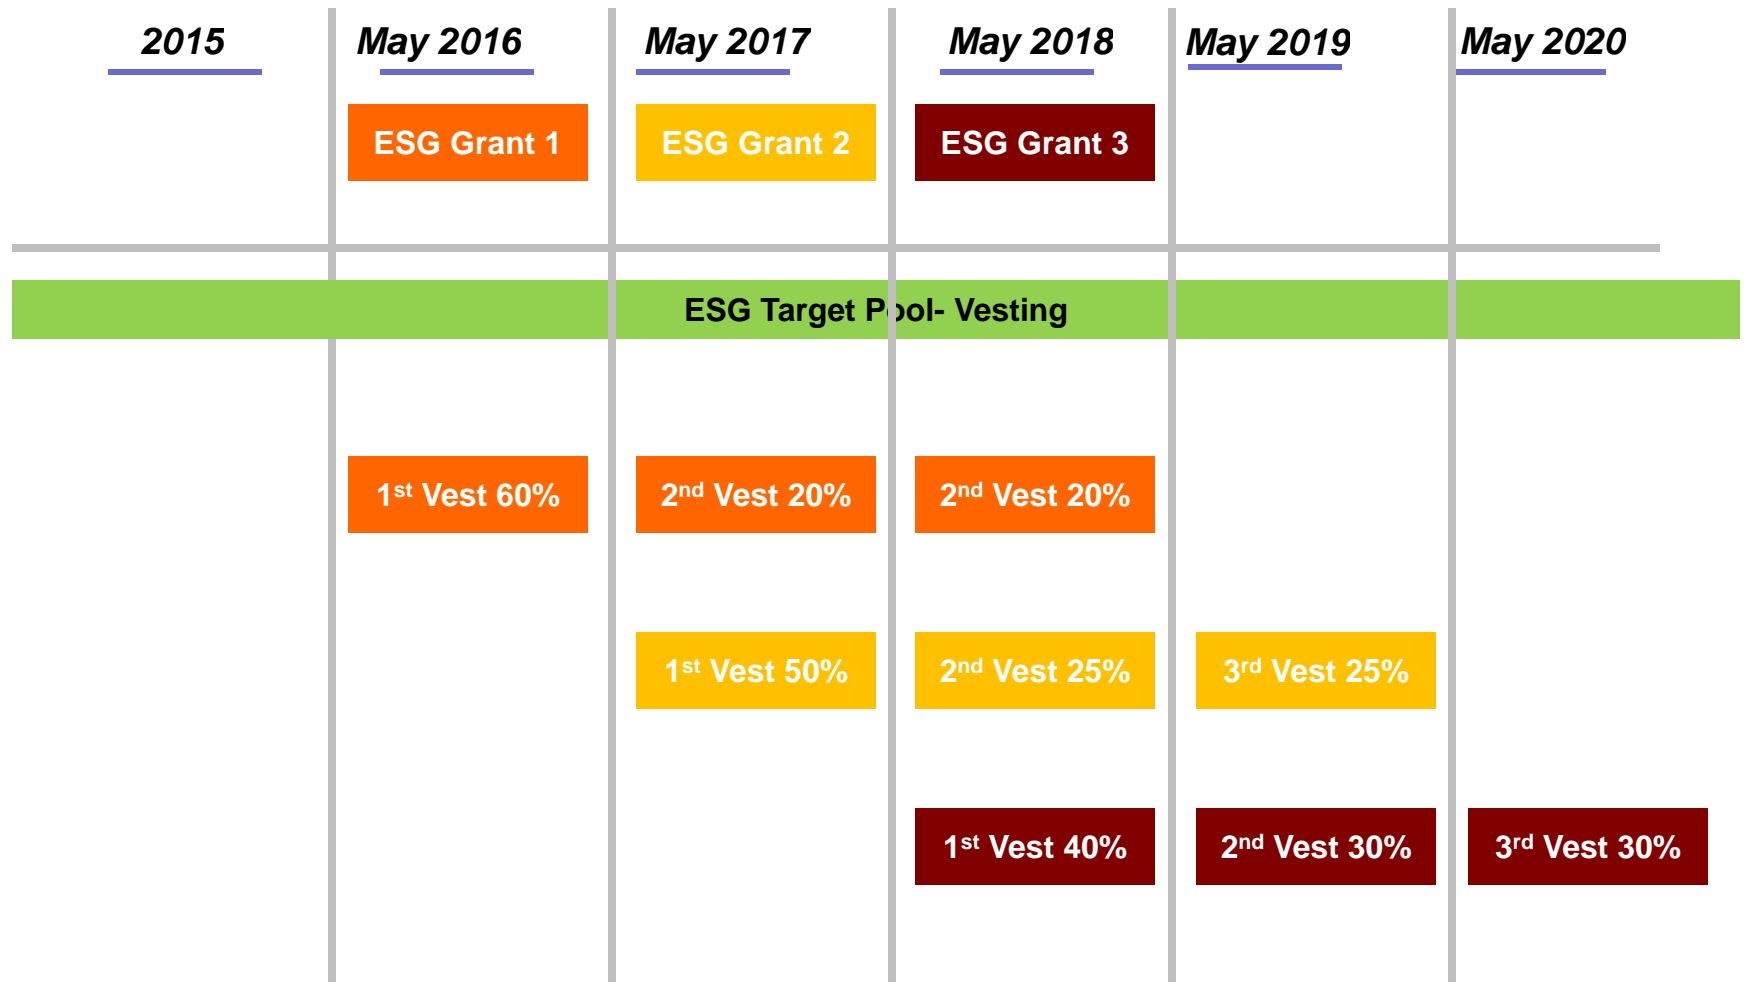 2015
May 2016
May 2017
May 2018
May 2019
May 2020
ESG Grant 1
ESG Grant 2
ESG Grant 3
ESG Target Pool- Vesting
1st Vest 60%
2nd Vest 20%
2nd Vest 20%
1st Vest 50%
2nd Vest 25%
3rd Vest 25%
1st Vest 40%
2nd Vest 30%
3rd Vest 30%